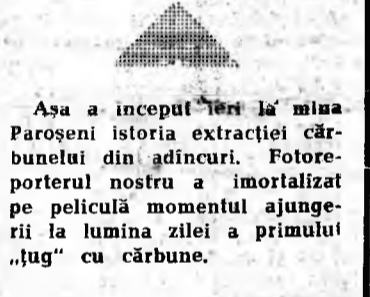 Așa a început ieri la mina
Paroșeni istoria extracției căr-
bunelui din adîncuri. Fotore-
porterul nostru a imortalizat
pe peliculă momentul ajunge-
rii la lumina zilei a primului
„țug“ cu cărbune.